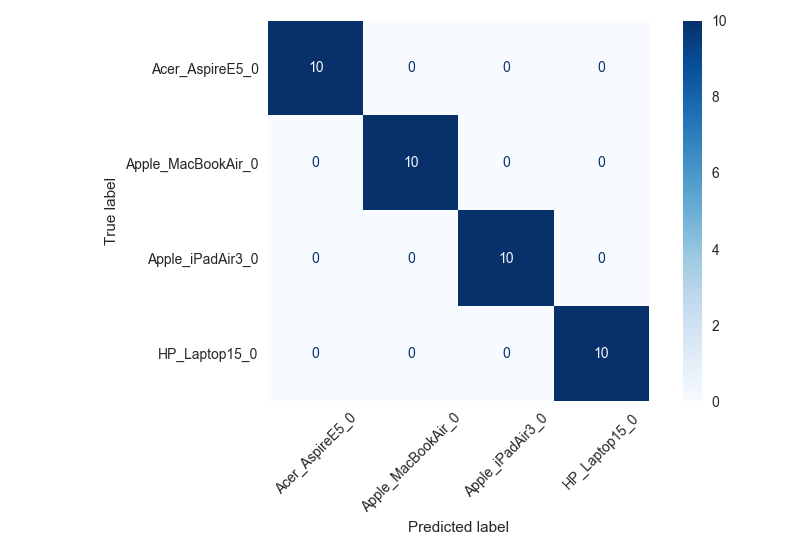 10
Acer_AspireE5_0 10 0 0 0
8
Apple_MacBookAir_0 0 10 0 0
6
True label
4
Apple_iPadAir3_0 0 0 10 0
2
HP_Laptop15_0 0 0 0 10
0
Acer_AspireE5_0 Apple_MacBookAir_0 Apple_iPadAir3_0 HP_Laptop15_0
Predicted label